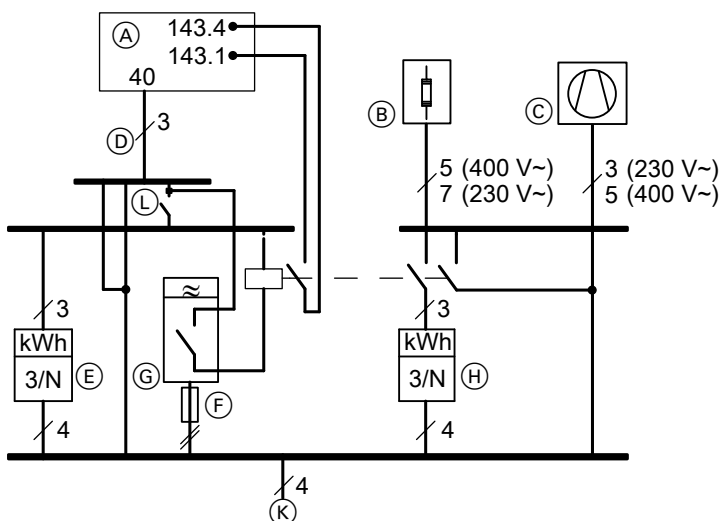 A
143.4
143.1
40
B
C
D
3
5 (400 V~)
7 (230 V~)
3 (230 V~)
5 (400 V~)
L
≈
3
kWh
3/N
E
G
F
3
kWh
3/N
H
4
4
4
K